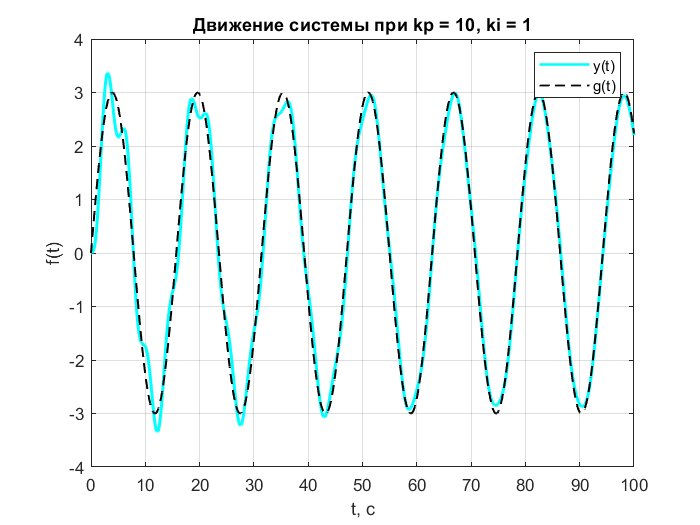 Движение системы при kp = 10, ki = 1
y(t)
g(t)
f(t)
4
3
2
1
0
-1
-2
-3
-4
0 10 20 30 40 50 60 70 80 90 100
t, c